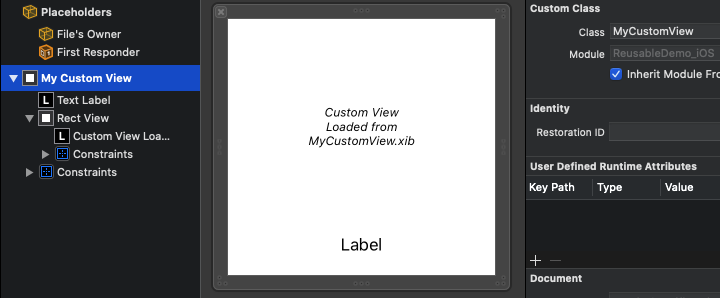 Placeholders
File's Owner
First Responder
My Custom View
L Text Label
Rect View
L Custom View Loa...
Constraints
Constraints
Custom View
Loaded from
MyCustomView.xib
Label
Custom Class
Class MyCustomView
Module ReusableDemo_iOS
Inherit Module Fro
Identity
Restoration ID
User Defined Runtime Attributes
Key Path Type Value
Document